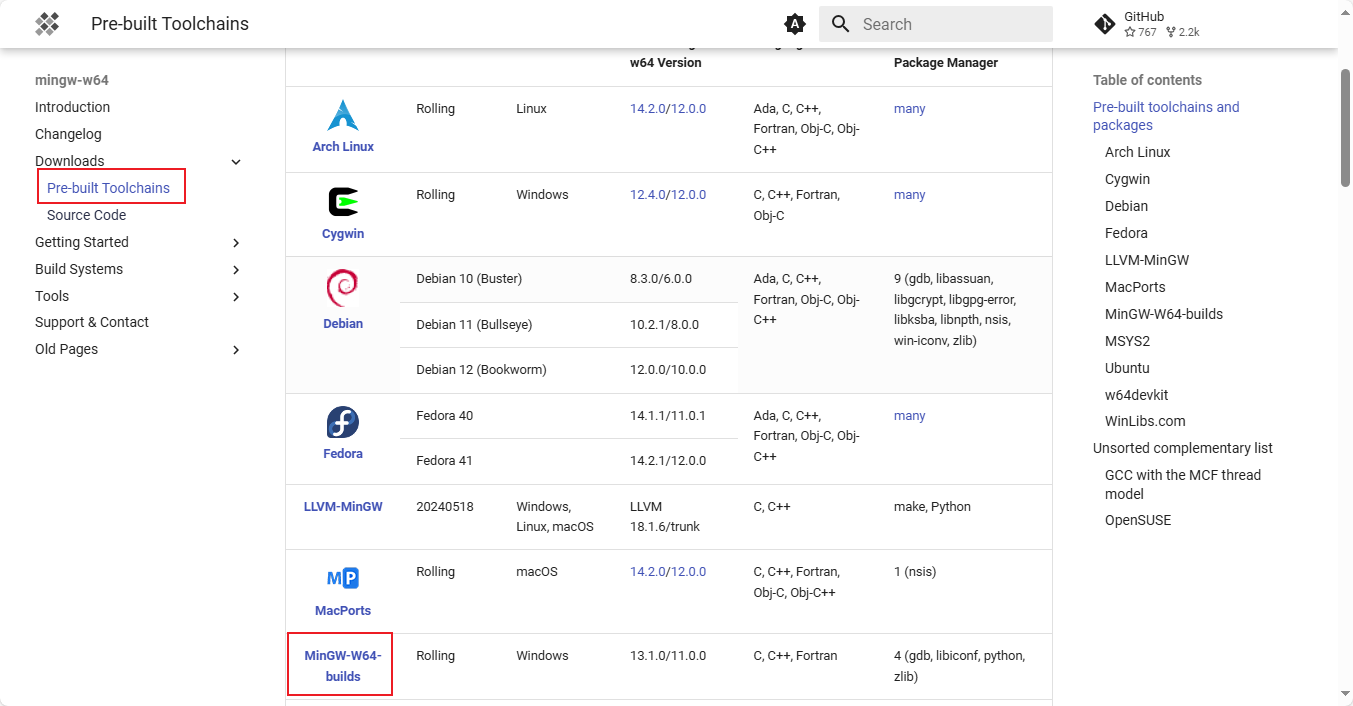 Pre-built Toolchains
Search
GitHub
767 2.2k
mingw-w64
Introduction
Changelog
Downloads
Pre-built Toolchains
Source Code
Getting Started
Build Systems
Tools
Support & Contact
Old Pages
w64 Version
Package Manager
Arch Linux
Rolling
Linux
14.2.0/12.0.0
Ada, C, C++,
Fortran, Obj-C, Obj-
C++
many
Cygwin
Rolling
Windows
12.4.0/12.0.0
C, C++, Fortran,
Obj-C
many
Debian
Debian 10 (Buster)
8.3.0/6.0.0
Debian 11 (Bullseye)
10.2.1/8.0.0
Debian 12 (Bookworm)
12.0.0/10.0.0
Ada, C, C++,
Fortran, Obj-C, Obj-
C++
9 (gdb, libassuan,
libgcrypt, libgpg-error,
libksba, libnpth, nsis,
win-iconv, zlib)
Fedora
Fedora 40
14.1.1/11.0.1
Fedora 41
14.2.1/12.0.0
Ada, C, C++,
Fortran, Obj-C, Obj-
C++
many
LLVM-MinGW
20240518
Windows,
Linux, macOS
LLVM
18.1.6/trunk
C, C++
make, Python
MP
MacPorts
Rolling
macOS
14.2.0/12.0.0
C, C++, Fortran,
Obj-C, Obj-C++
1 (nsis)
MinGW-W64-
builds
Rolling
Windows
13.1.0/11.0.0
C, C++, Fortran
4 (gdb, libiconf, python,
zlib)
Table of contents
Pre-built toolchains and
packages
Arch Linux
Cygwin
Debian
Fedora
LLVM-MinGW
MacPorts
MinGW-W64-builds
MSYS2
Ubuntu
w64devkit
WinLibs.com
Unsorted complementary list
GCC with the MCF thread
model
OpenSUSE